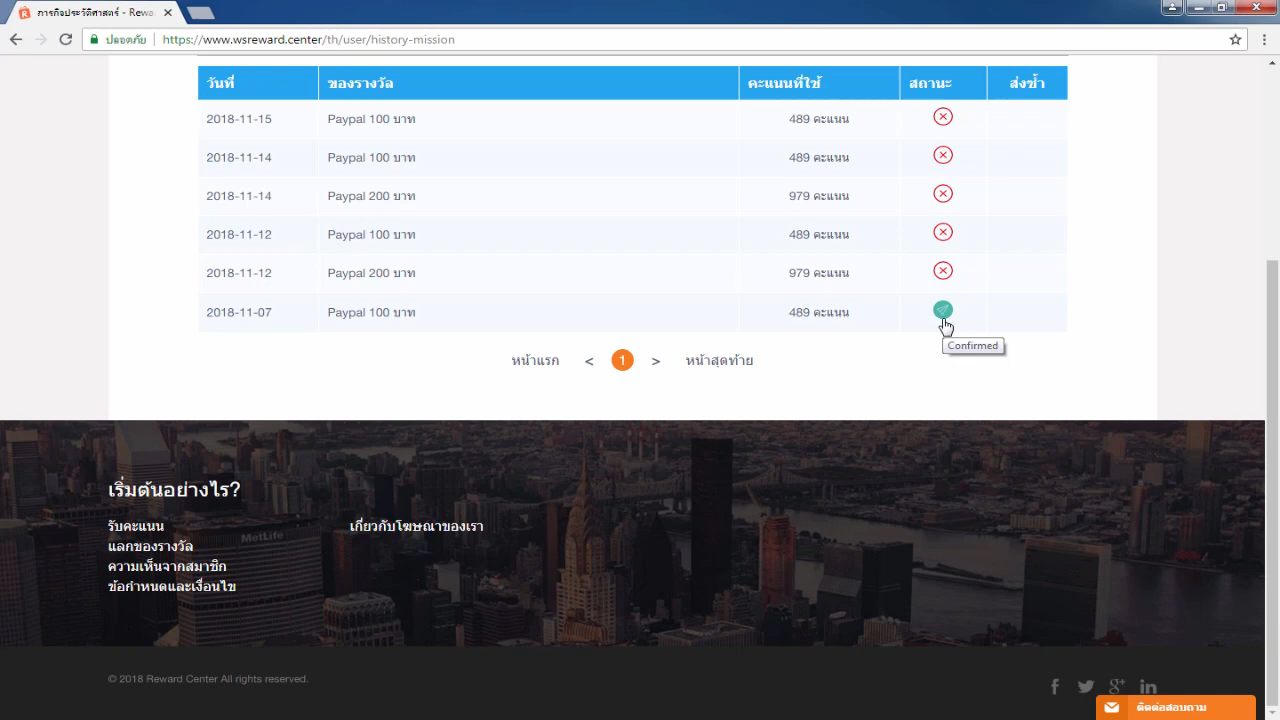 ภารกิจประวัติศาสตร์ - Rewa
ปลอดภัย
https://www.wsreward.center/th/user/history-mission
วันที่ ของรางวัล คะแนนที่ใช้ สถานะ ส่งซ้ำ
2018-11-15 Paypal 100 บาท 489 คะแนน
2018-11-14 Paypal 100 บาท 489 คะแนน
2018-11-14 Paypal 200 บาท 979 คะแนน
2018-11-12 Paypal 100 บาท 489 คะแนน
2018-11-12 Paypal 200 บาท 979 คะแนน
2018-11-07 Paypal 100 บาท 489 คะแนน
Confirmed
หน้าแรก < 1 > หน้าสุดท้าย
เริ่มต้นอย่างไร?
รับคะแนน เกี่ยวกับโฆษณาของเรา
แลกของรางวัล
ความเห็นจากสมาชิก
ข้อกำหนดและเงื่อนไข
MetLife
© 2018 Reward Center All rights reserved.
ติดต่อสอบถาม